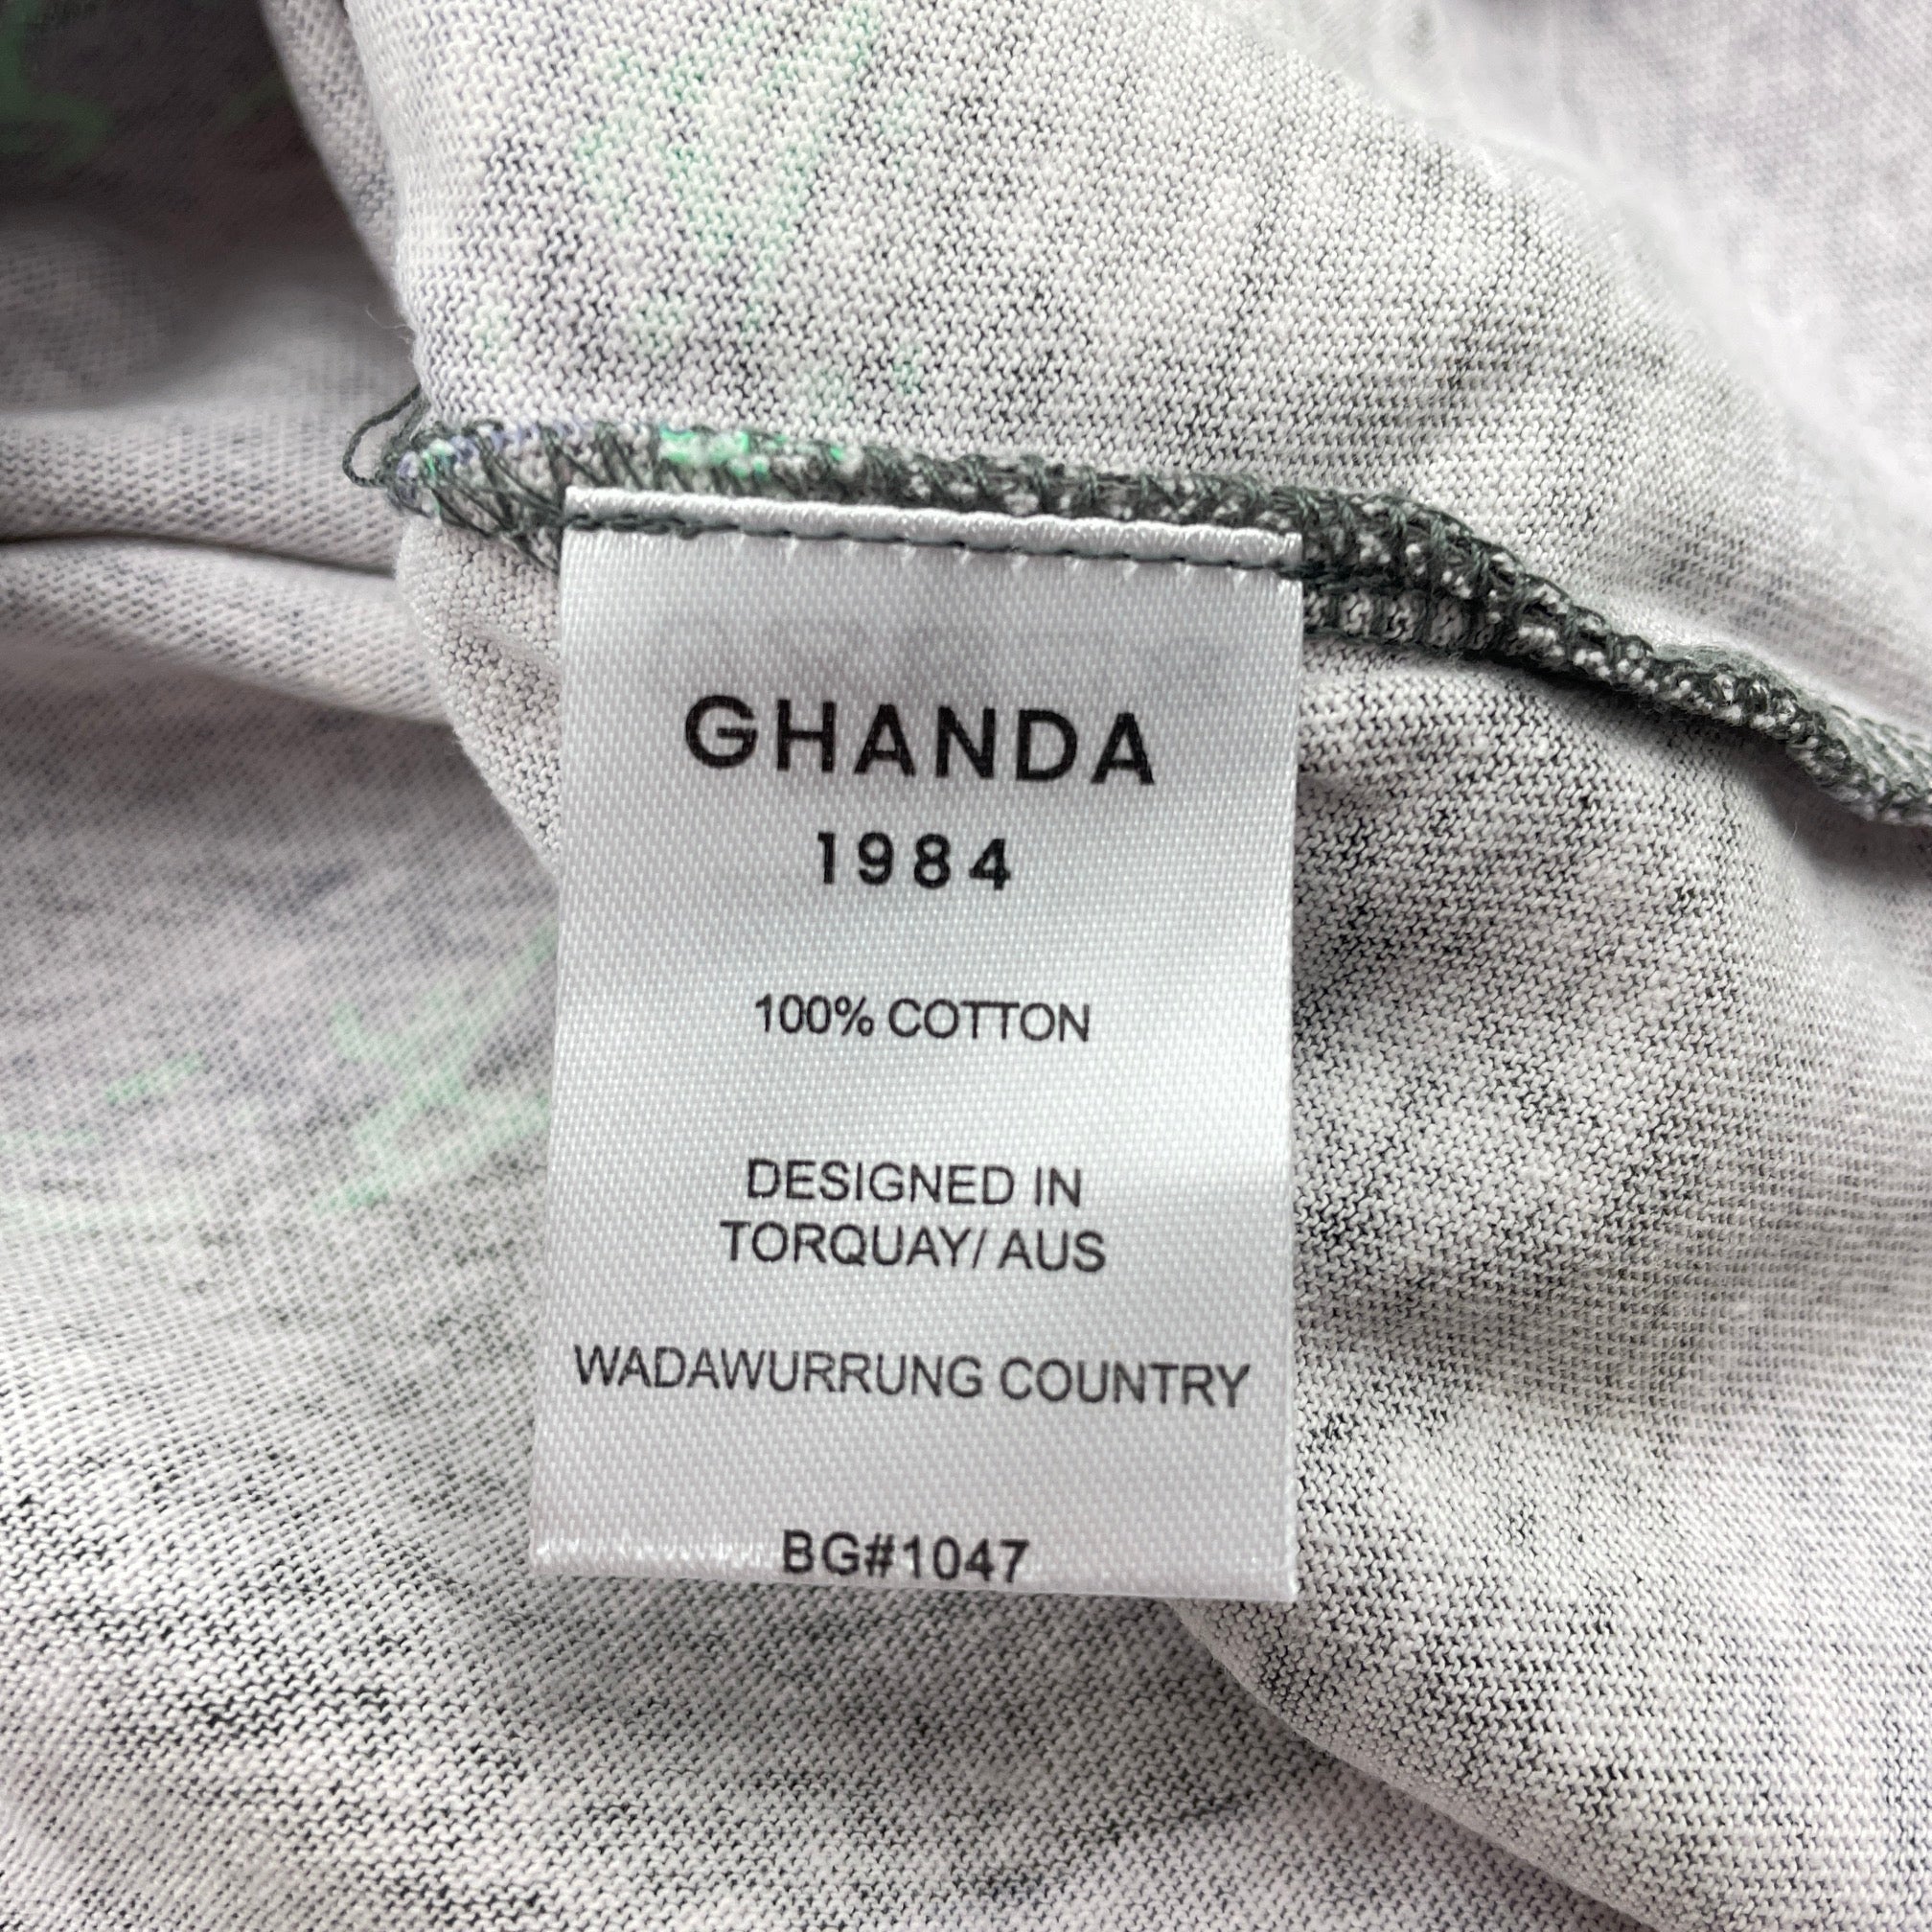 GHANDA
1984
100% COTTON
DESIGNED IN
TORQUAY/ AUS
WADAWURRUNG COUNTRY
BG#1047